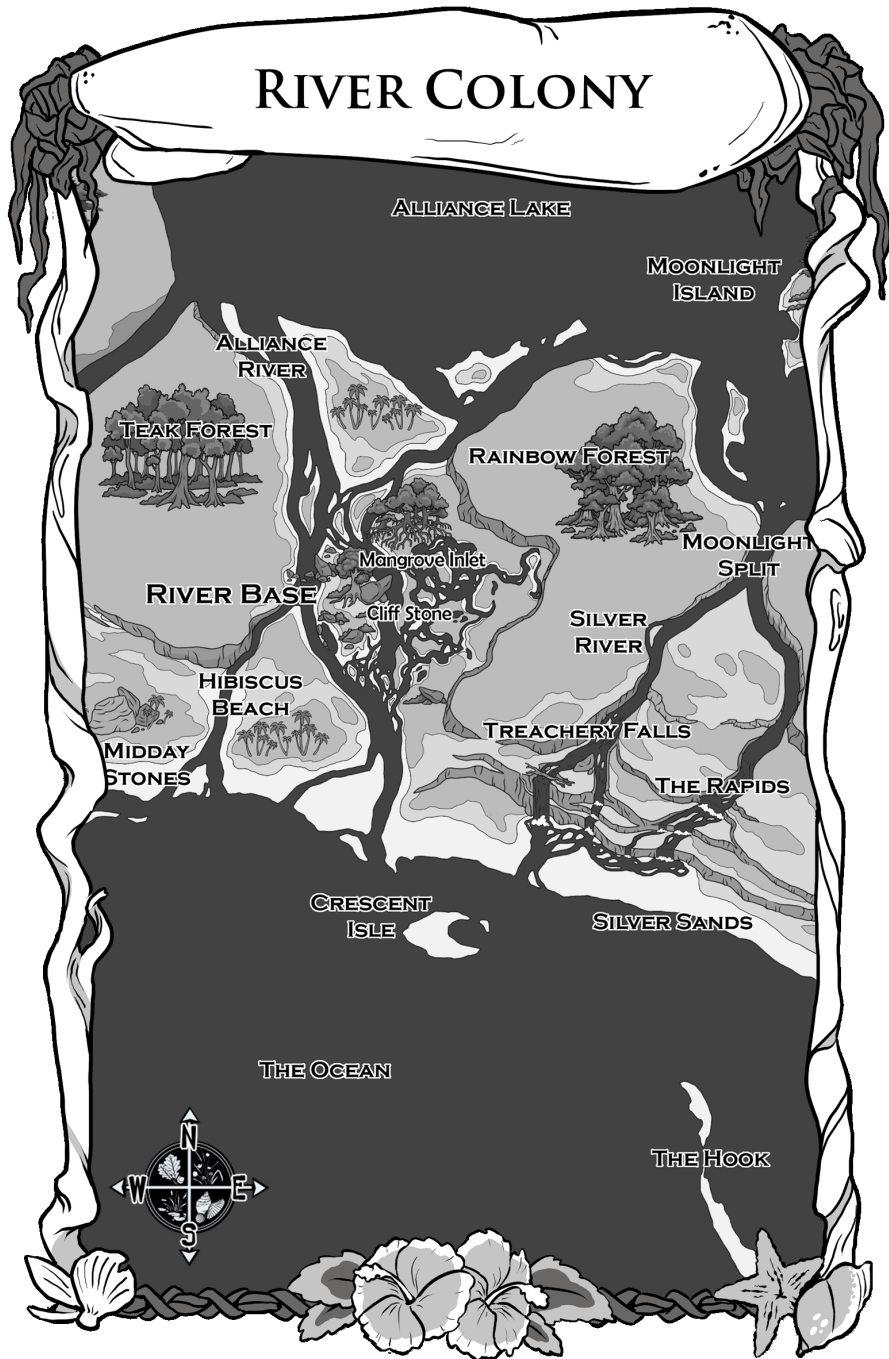 RIVER COLONY
ALLIANCE LAKE
MOONLIGHT
ISLAND
ALLIANCE
RIVER
TEAK FOREST
RAINBOW FOREST
MOONLIGHT
SPLIT
Mangrove Inlet
RIVER BASE
Cliff Stone
SILVER
RIVER
HIBISCUS
BEACH
TREACHERY FALLS
MIDDAY
STONES
THE RAPIDS
CRESCENT
ISLE
SILVER SANDS
THE OCEAN
THE HOOK
N
W E
S